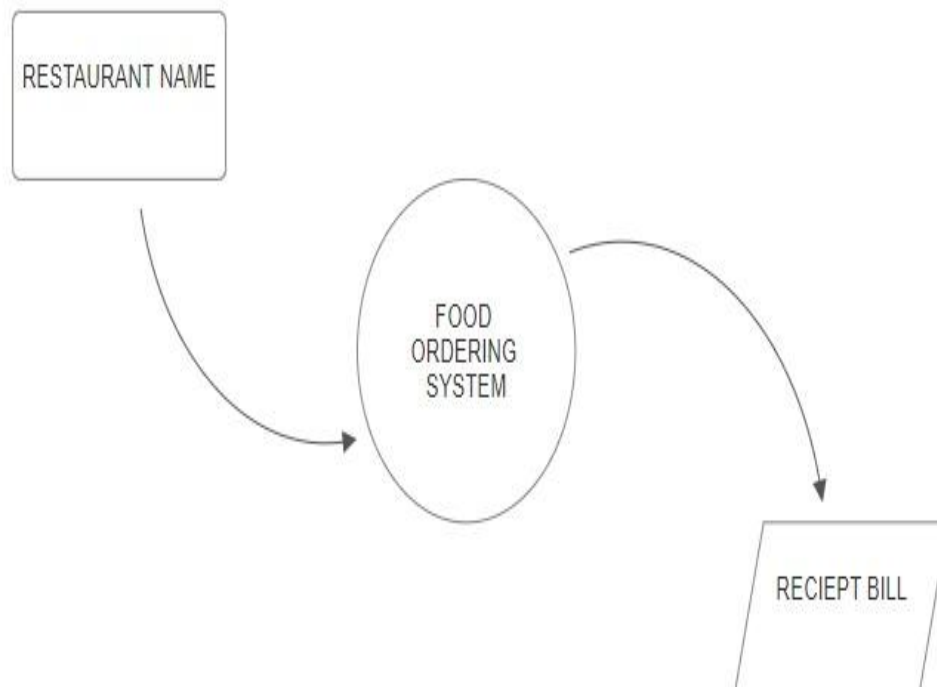 RESTAURANT NAME
FOOD
ORDERING
SYSTEM
RECIEPT BILL